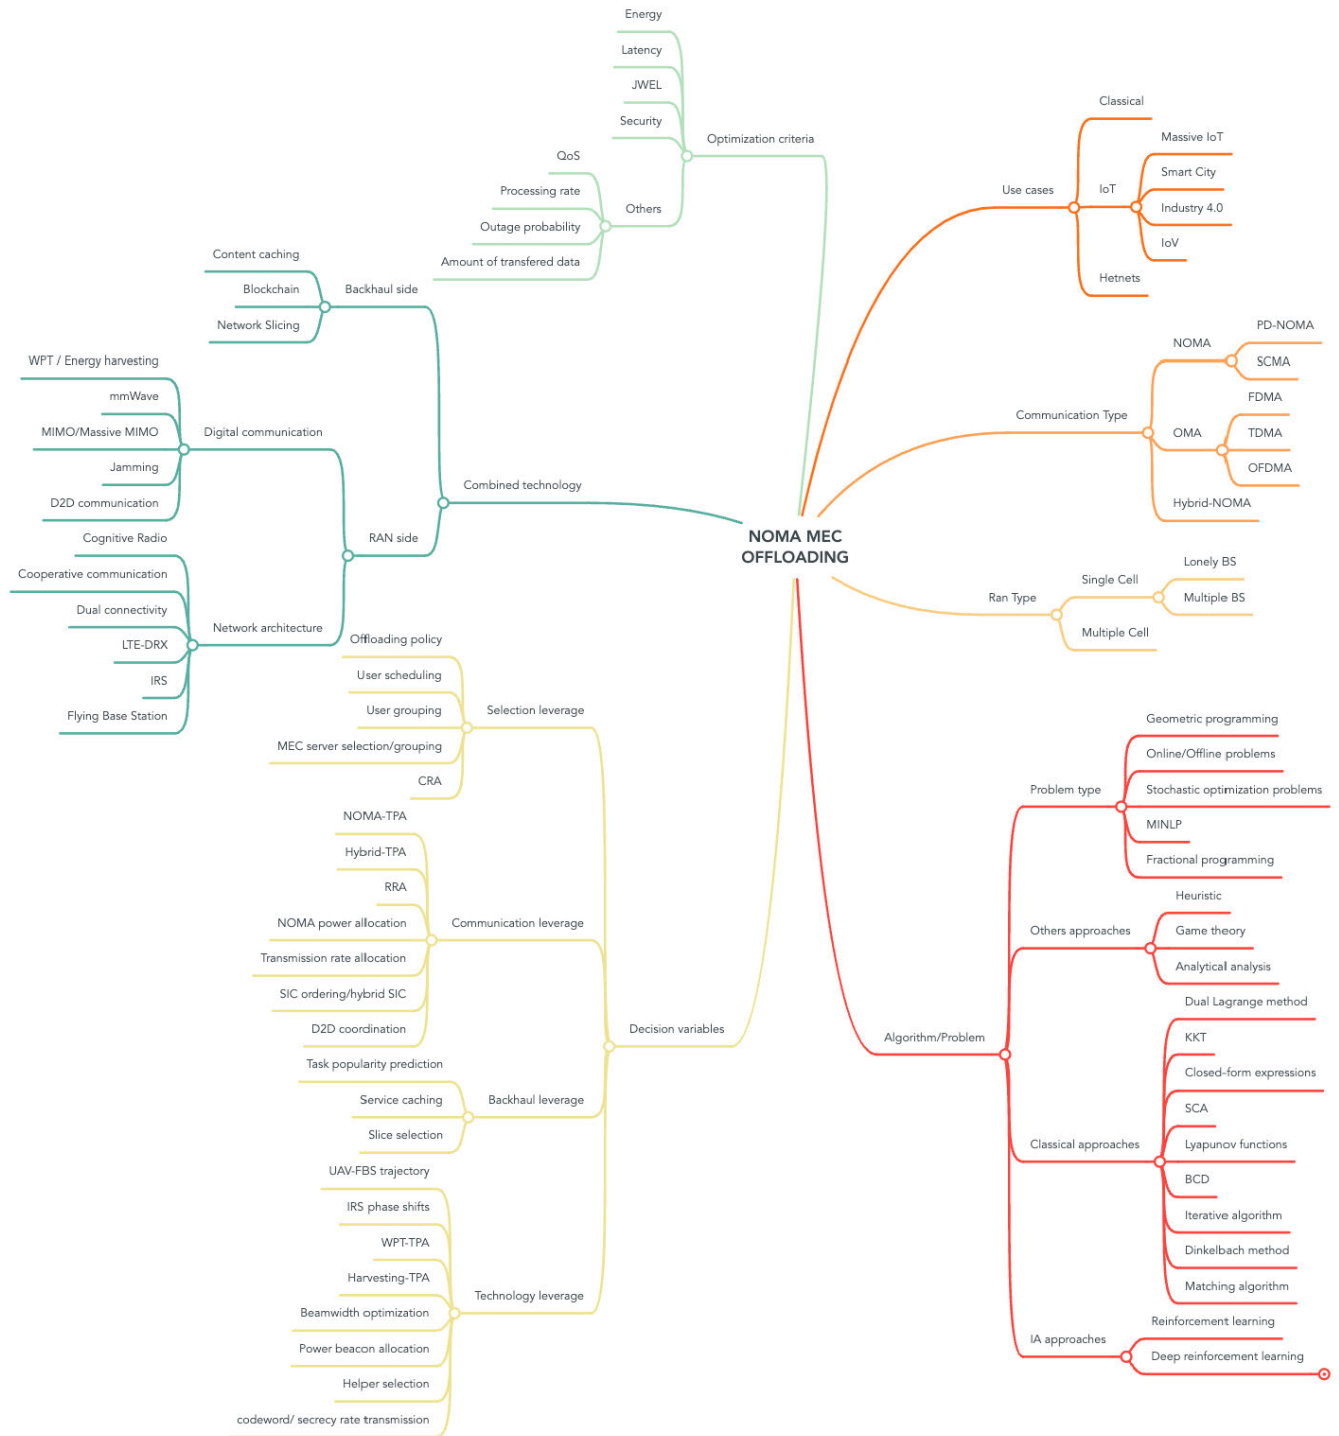 Energy
Latency
JWEL
Security
Optimization criteria
QoS
Processing rate
Others
Outage probability
Amount of transfered data
Content caching
Backhaul side
Blockchain
Network Slicing
WPT / Energy harvesting
mmWave
Digital communication
MIMO/Massive MIMO
Jamming
D2D communication
Combined technology
RAN side
Cognitive Radio
Cooperative communication
Dual connectivity
Network architecture
LTE-DRX
IRS
Flying Base Station
NOMA MEC
OFFLOADING
Classical
Use cases
IoT
Massive IoT
Smart City
Industry 4.0
IoV
Hetnets
Communication Type
NOMA
PD-NOMA
SCMA
OMA
FDMA
TDMA
OFDMA
Hybrid-NOMA
Ran Type
Single Cell
Lonely BS
Multiple BS
Multiple Cell
Offloading policy
User scheduling
User grouping
Selection leverage
MEC server selection/grouping
CRA
NOMA-TPA
Hybrid-TPA
RRA
NOMA power allocation
Communication leverage
Transmission rate allocation
SIC ordering/hybrid SIC
D2D coordination
Decision variables
Task popularity prediction
Service caching
Backhaul leverage
Slice selection
UAV-FBS trajectory
IRS phase shifts
WPT-TPA
Harvesting-TPA
Technology leverage
Beamwidth optimization
Power beacon allocation
Helper selection
codeword/ secrecy rate transmission
Algorithm/Problem
Problem type
Geometric programming
Online/Offline problems
Stochastic optimization problems
MINLP
Fractional programming
Others approaches
Heuristic
Game theory
Analytical analysis
Classical approaches
Dual Lagrange method
KKT
Closed-form expressions
SCA
Lyapunov functions
BCD
Iterative algorithm
Dinkelbach method
Matching algorithm
IA approaches
Reinforcement learning
Deep reinforcement learning